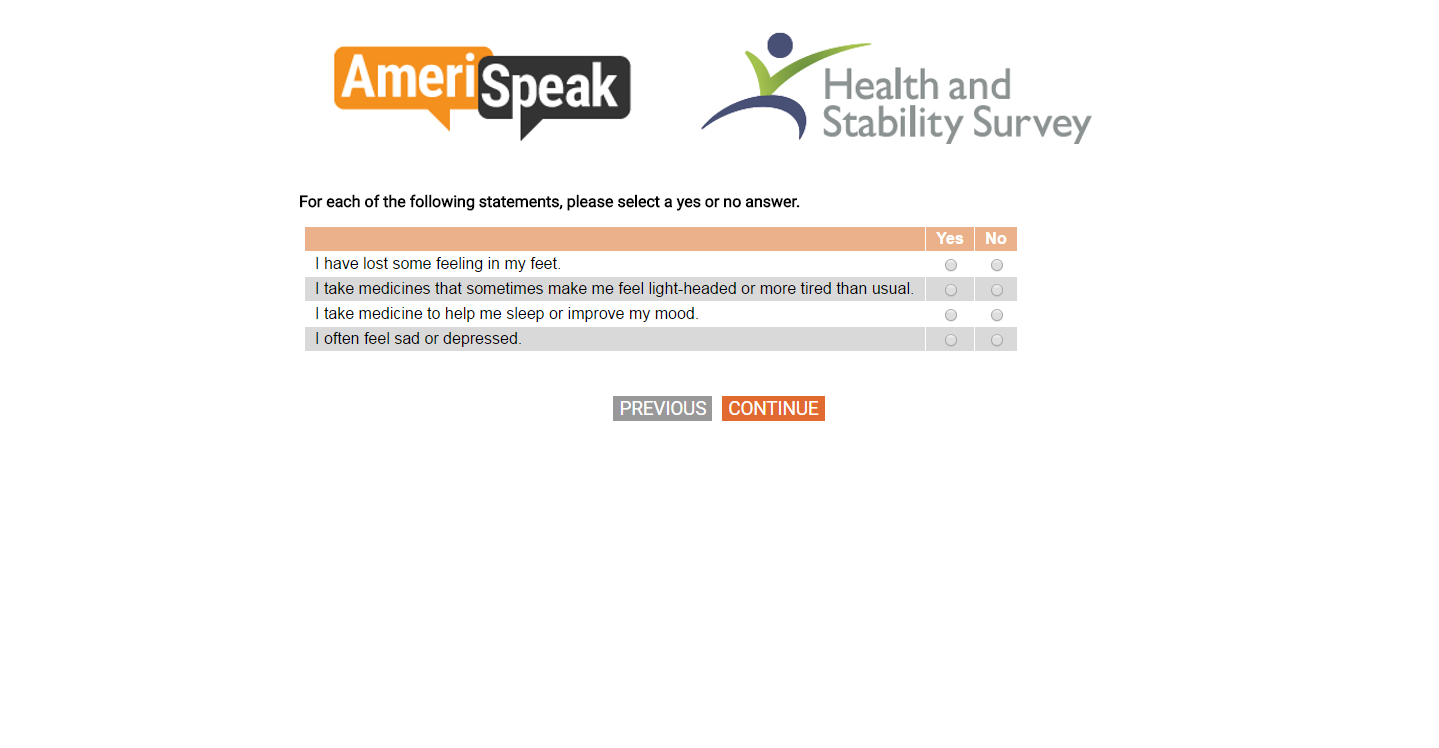 AmeriSpeak
Health and
Stability Survey
For each of the following statements, please select a yes or no answer.
Yes No
I have lost some feeling in my feet.
I take medicines that sometimes make me feel light-headed or more tired than usual.
I take medicine to help me sleep or improve my mood.
I often feel sad or depressed.
PREVIOUS CONTINUE